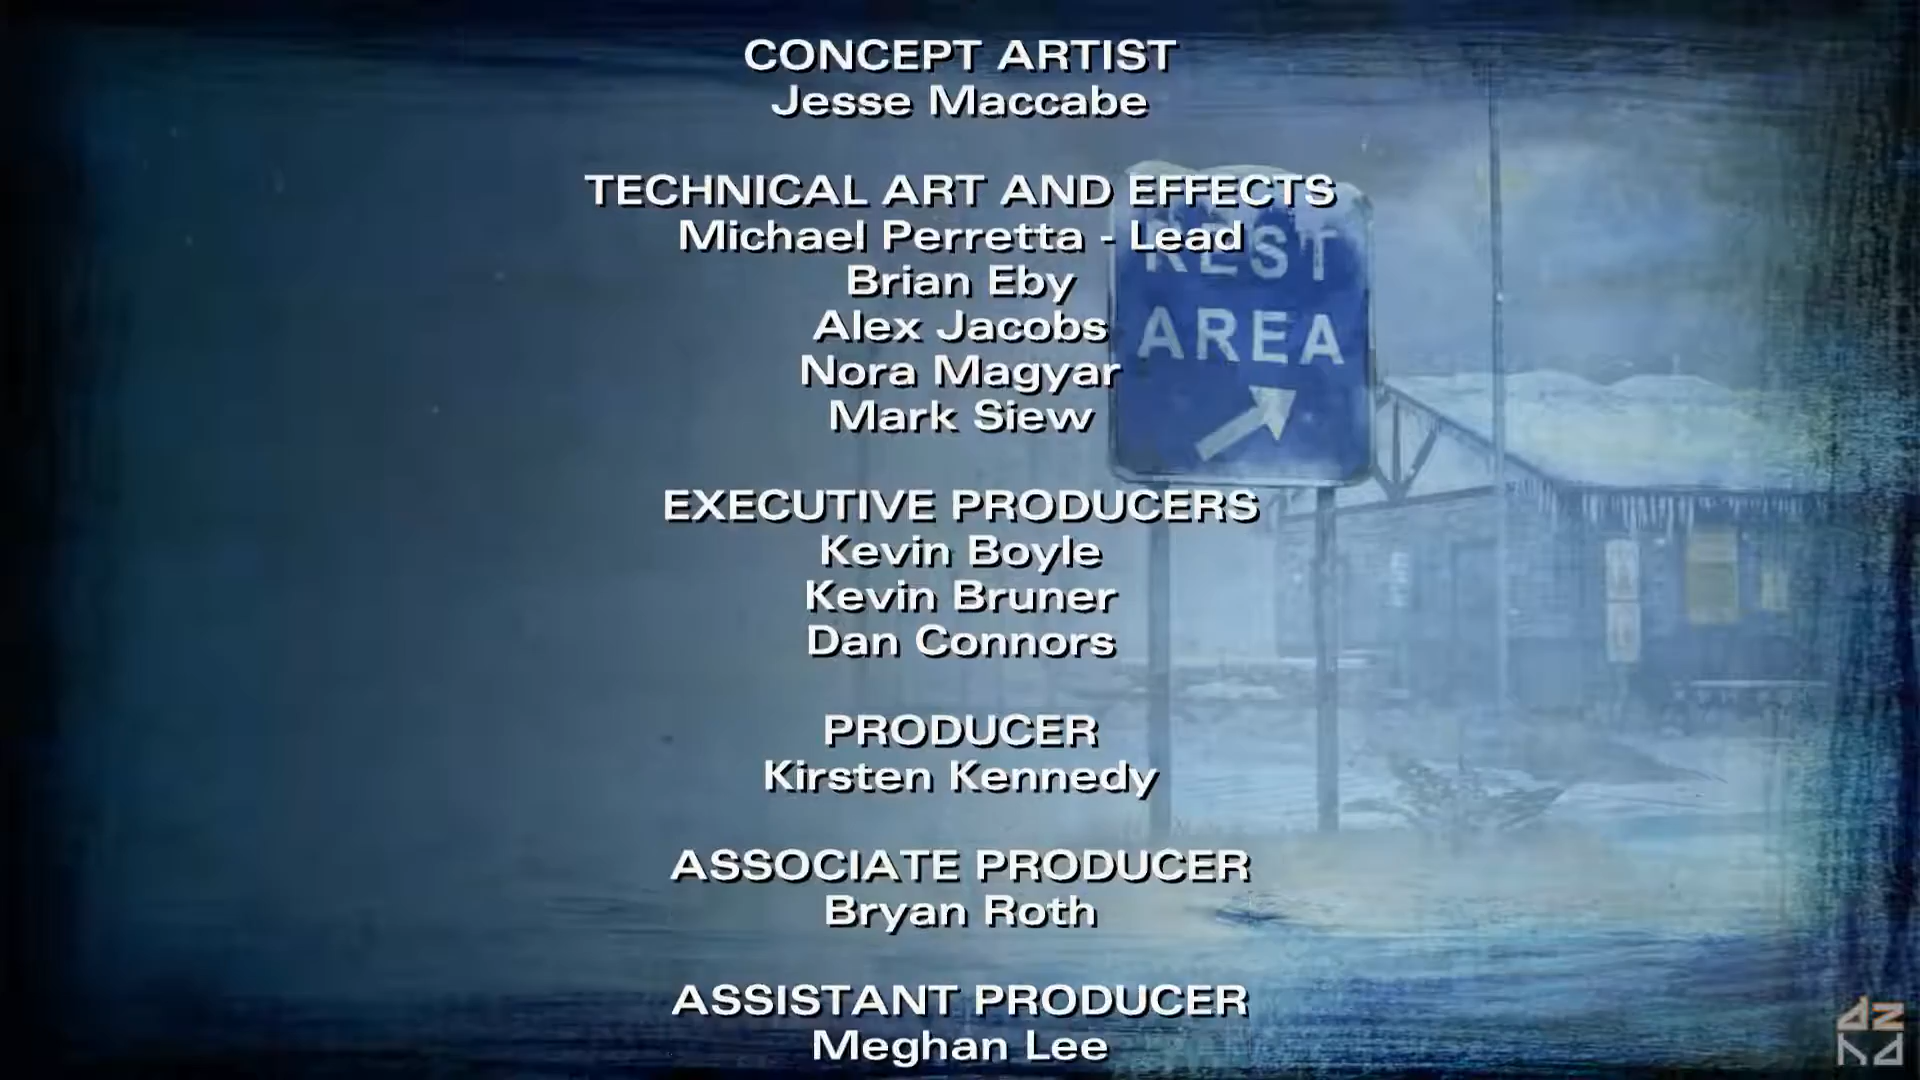 CONCEPT ARTIST
Jesse Maccabe
TECHNICAL ART AND EFFECTS
Michael Perretta - Lead
Brian Eby
Alex Jacobs
Nora Magyar
Mark Siew
REST
AREA
EXECUTIVE PRODUCERS
Kevin Boyle
Kevin Bruner
Dan Connors
PRODUCER
Kirsten Kennedy
ASSOCIATE PRODUCER
Bryan Roth
ASSISTANT PRODUCER
Meghan Lee